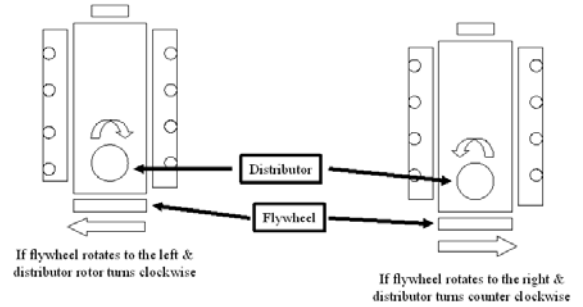 Distributor
Flywheel
If flywheel rotates to the left &
distributor rotor turns clockwise
If flywheel rotates to the right &
distributor turns counter clockwise